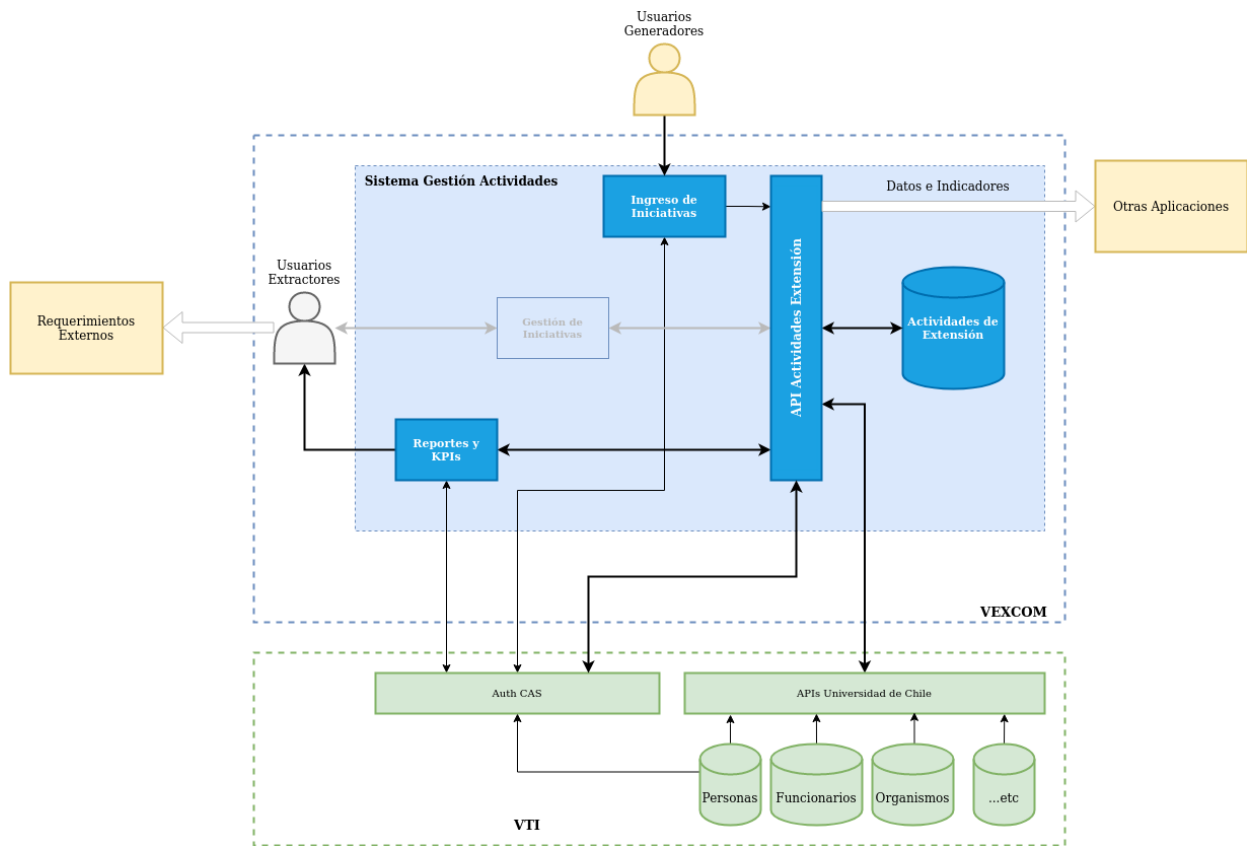 Usuarios
Generadores
Sistema Gestión Actividades
Ingreso de
Iniciativas
Datos e Indicadores
Otras Aplicaciones
API Actividades Extensión
Usuarios
Extractores
Requerimientos
Externos
Gestión de
Iniciativas
Actividades de
Extensión
Reportes y
KPIs
VEXCOM
Auth CAS
APIs Universidad de Chile
Personas
Funcionarios
Organismos
...etc
VTI